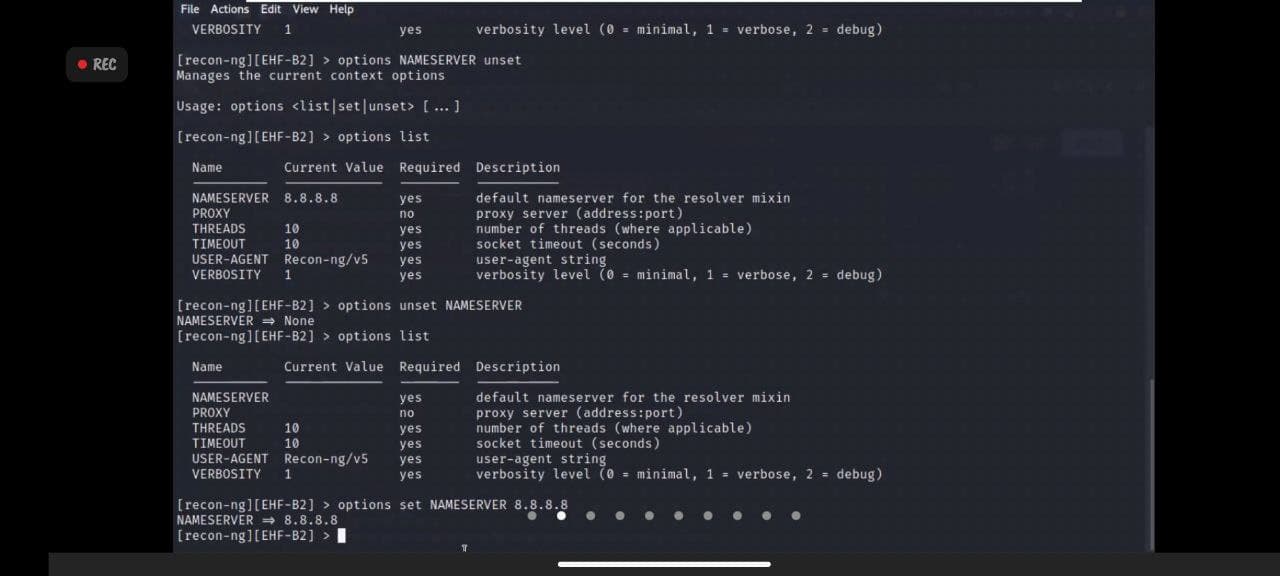 File Actions Edit View Help
VERBOSITY 1 yes verbosity level (0 = minimal, 1 = verbose, 2 = debug)
REC
[recon-ng][EHF-B2] > options NAMESERVER unset
Manages the current context options
Usage: options <list|set|unset> [...]
[recon-ng][EHF-B2] > options list
Name Current Value Required Description
NAMESERVER 8.8.8.8 yes default nameserver for the resolver mixin
PROXY no proxy server (address:port)
THREADS 10 yes number of threads (where applicable)
TIMEOUT 10 yes socket timeout (seconds)
USER-AGENT Recon-ng/v5 yes user-agent string
VERBOSITY 1 yes verbosity level (0 = minimal, 1 = verbose, 2 = debug)
[recon-ng][EHF-B2] > options unset NAMESERVER
NAMESERVER ⇒ None
[recon-ng][EHF-B2] > options list
Name Current Value Required Description
NAMESERVER yes default nameserver for the resolver mixin
PROXY no proxy server (address:port)
THREADS 10 yes number of threads (where applicable)
TIMEOUT 10 yes socket timeout (seconds)
USER-AGENT Recon-ng/v5 yes user-agent string
VERBOSITY 1 yes verbosity level (0 = minimal, 1 = verbose, 2 = debug)
[recon-ng][EHF-B2] > options set NAMESERVER 8.8.8.8
NAMESERVER ⇒ 8.8.8.8
[recon-ng][EHF-B2] >